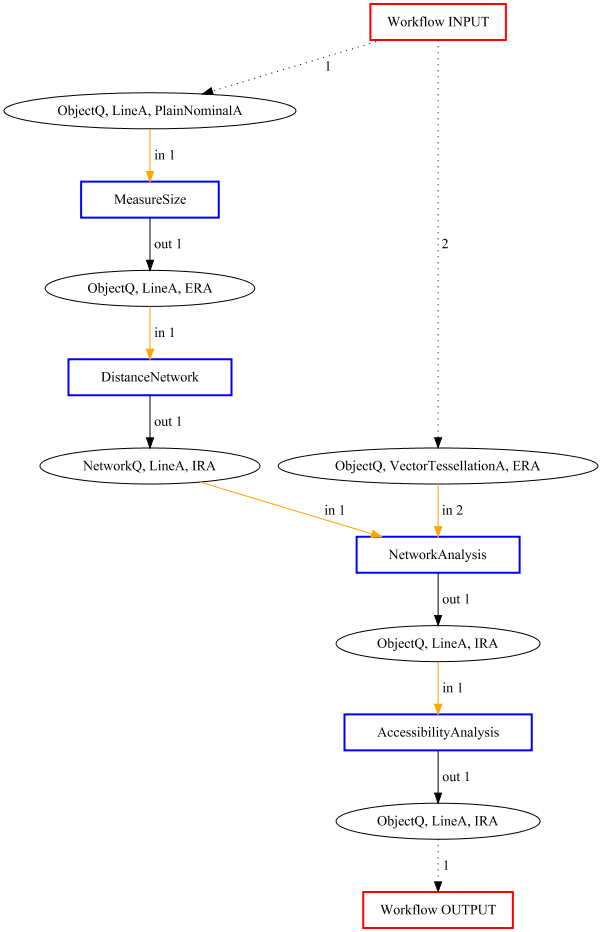 Workflow INPUT
1
ObjectQ, LineA, PlainNominalA
in 1
MeasureSize
out 1
2
ObjectQ, LineA, ERA
in 1
DistanceNetwork
out 1
NetworkQ, LineA, IRA
ObjectQ, VectorTessellationA, ERA
in 1
in 2
NetworkAnalysis
out 1
ObjectQ, LineA, IRA
in 1
AccessibilityAnalysis
out 1
ObjectQ, LineA, IRA
1
Workflow OUTPUT